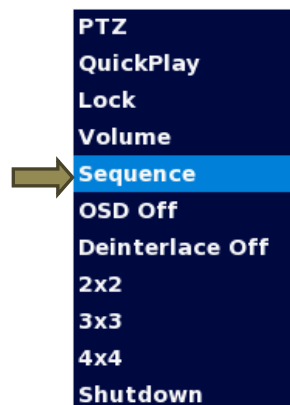 PTZ
QuickPlay
Lock
Volume
Sequence
OSD Off
Deinterlace Off
2x2
3x3
4x4
Shutdown